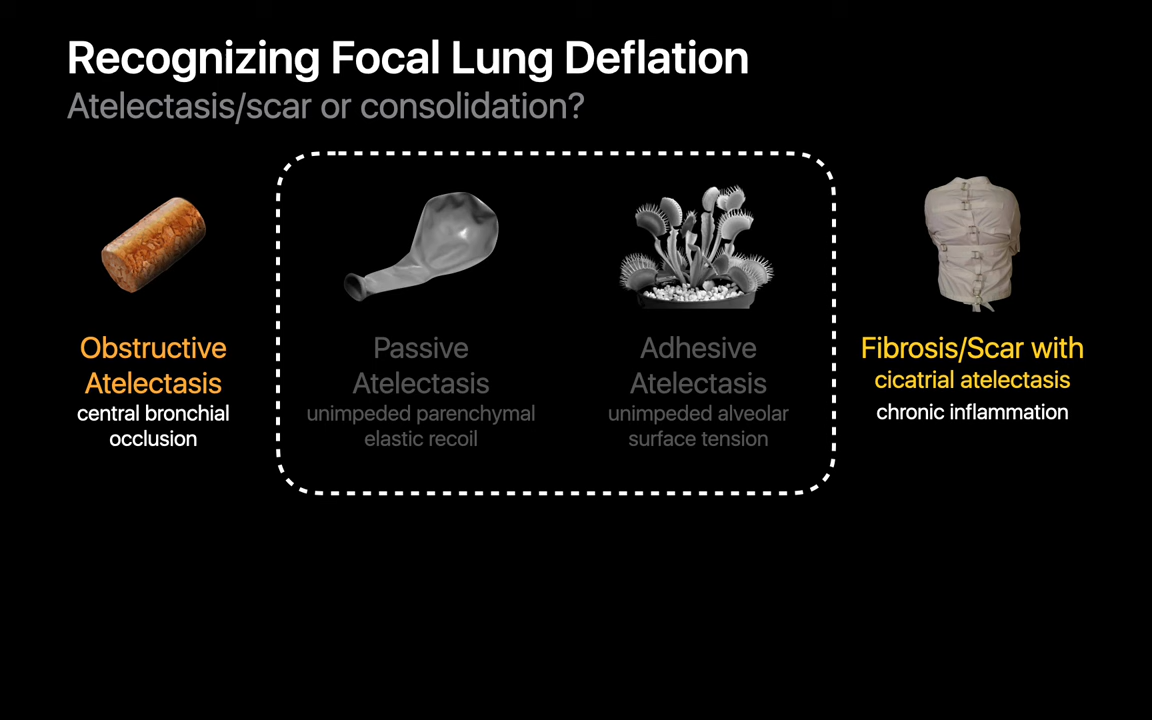 Recognizing Focal Lung Deflation
Atelectasis/scar or consolidation?
Obstructive
Atelectasis
central bronchial
occlusion
Passive
Atelectasis
unimpeded parenchymal
elastic recoil
Adhesive
Atelectasis
unimpeded alveolar
surface tension
Fibrosis/Scar with
cicatrial atelectasis
chronic inflammation